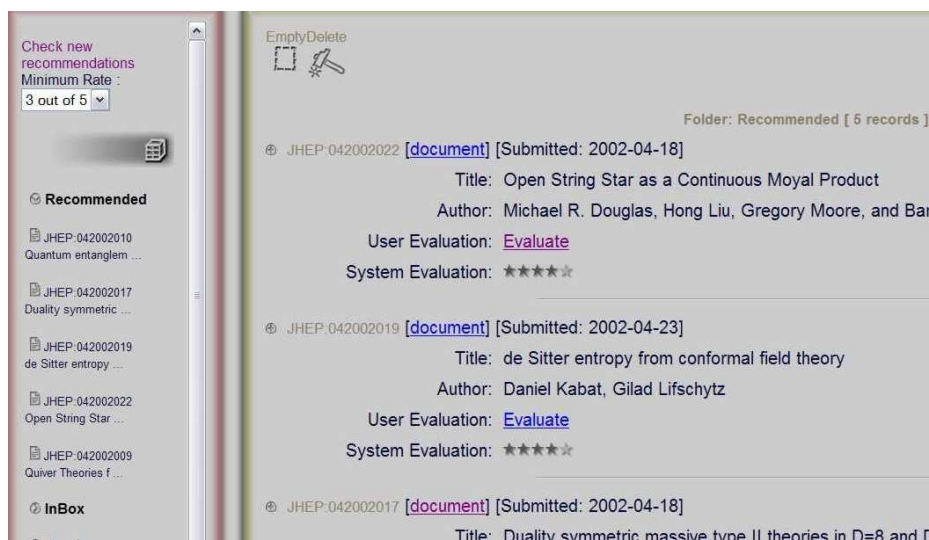 Check new
recommendations
Minimum Rate :
3 out of 5
Recommended
JHEP:042002010
Quantum entanglem ...
JHEP:042002017
Duality symmetric ...
JHEP:042002019
de Sitter entropy ...
JHEP:042002022
Open String Star ...
JHEP:042002009
Quiver Theories f ...
InBox
EmptyDelete
Folder: Recommended [ 5 records ]
JHEP:042002022 [document] [Submitted: 2002-04-18]
Title: Open String Star as a Continuous Moyal Product
Author: Michael R. Douglas, Hong Liu, Gregory Moore, and Bar
User Evaluation: Evaluate
System Evaluation:
JHEP:042002019 [document] [Submitted: 2002-04-23]
Title: de Sitter entropy from conformal field theory
Author: Daniel Kabat, Gilad Lifschytz
User Evaluation: Evaluate
System Evaluation:
JHEP:042002017 [document] [Submitted: 2002-04-18]
Title: Duality symmetric massive type II theories in D=8 and